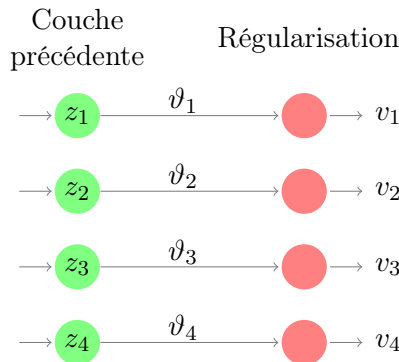 Couche
précédente
Régularisation
z₁ ϑ₁ v₁
z₂ ϑ₂ v₂
z₃ ϑ₃ v₃
z₄ ϑ₄ v₄